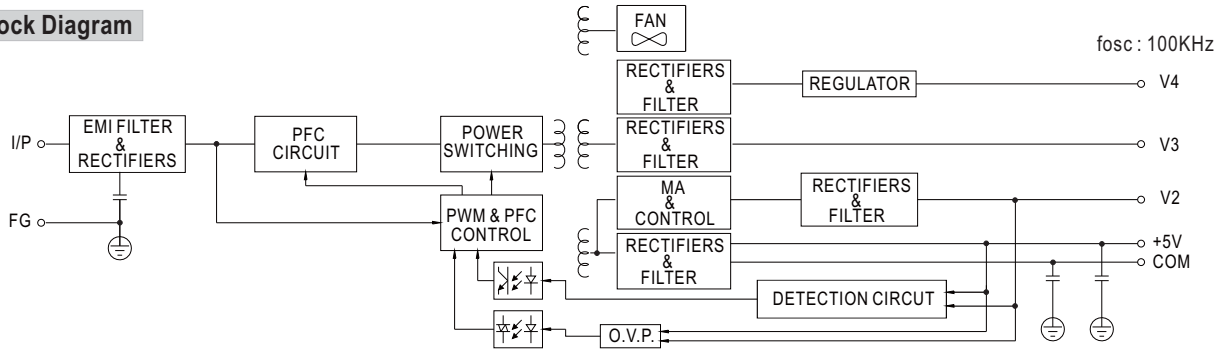 ock Diagram
fosc : 100KHz
FAN
RECTIFIERS
&
FILTER
REGULATOR
V4
I/P
EMI FILTER
&
RECTIFIERS
PFC
CIRCUIT
POWER
SWITCHING
RECTIFIERS
&
FILTER
V3
FG
PWM & PFC
CONTROL
MA
&
CONTROL
RECTIFIERS
&
FILTER
V2
RECTIFIERS
&
FILTER
+5V
COM
DETECTION CIRCUT
O.V.P.